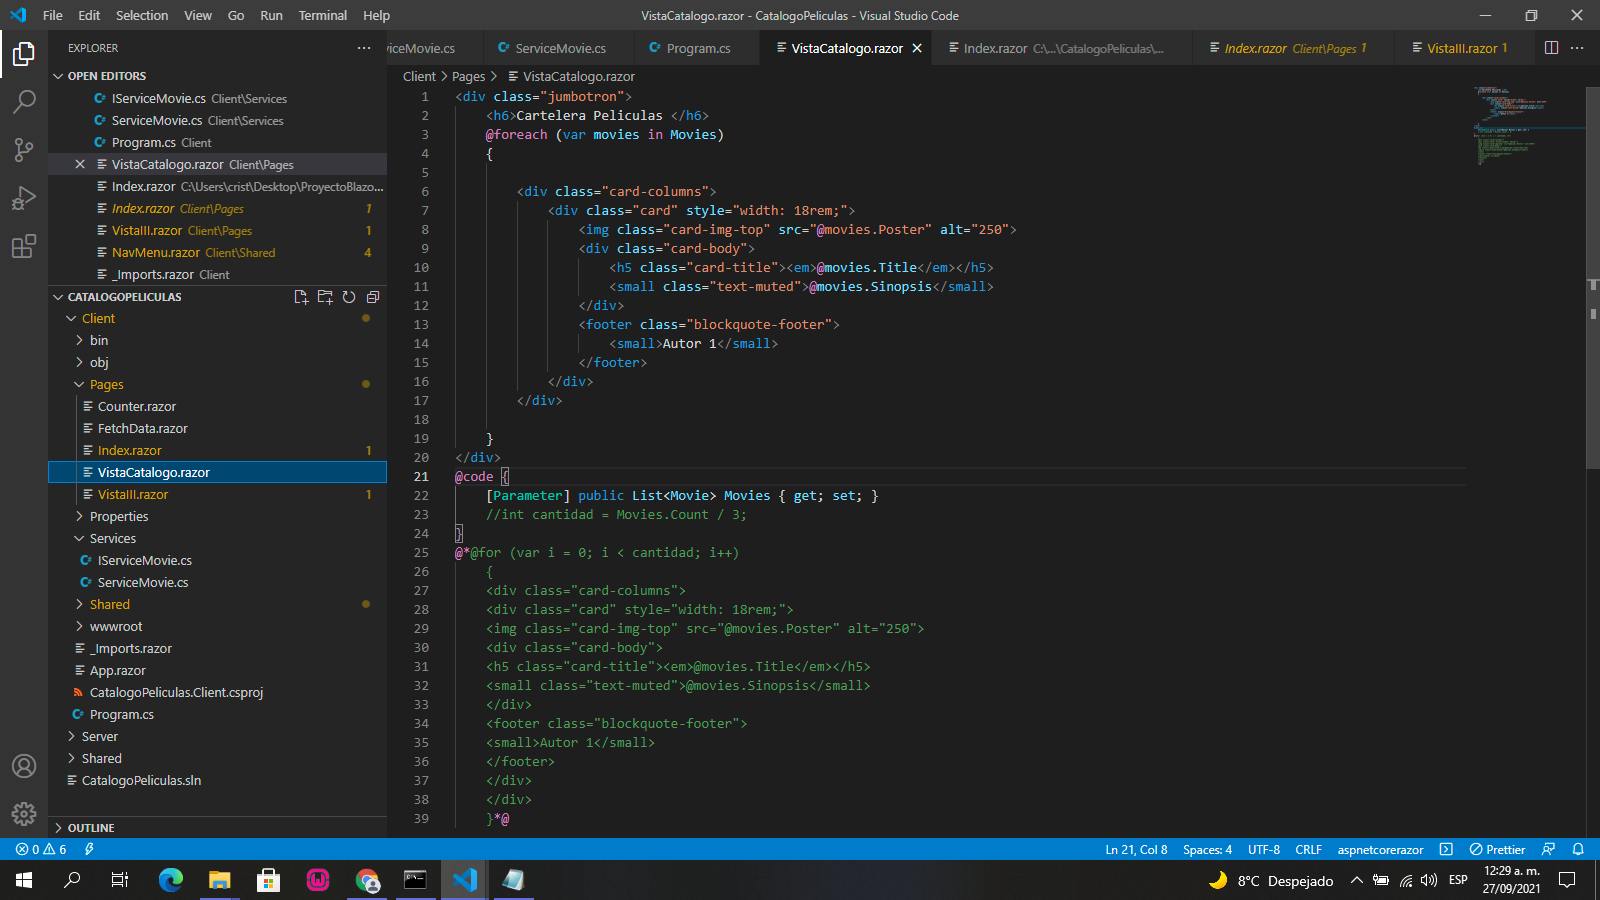 File Edit Selection View Go Run Terminal Help
VistaCatalogo.razor - CatalogoPeliculas - Visual Studio Code
EXPLORER
OPEN EDITORS
IServiceMovie.cs Client\Services
ServiceMovie.cs Client\Services
Program.cs Client
VistaCatalogo.razor Client\Pages
Index.razor C:\Users\crist\Desktop\ProyectoBlazo...
Index.razor Client\Pages 1
VistaIII.razor Client\Pages 1
NavMenu.razor Client\Shared 4
_Imports.razor Client
CATALOGOPELICULAS
Client
bin
obj
Pages
Counter.razor
FetchData.razor
Index.razor 1
VistaCatalogo.razor
VistaIII.razor 1
Properties
Services
IServiceMovie.cs
ServiceMovie.cs
Shared
wwwroot
_Imports.razor
App.razor
CatalogoPeliculas.Client.csproj
Program.cs
Server
Shared
CatalogoPeliculas.sln
OUTLINE
viceMovie.cs ServiceMovie.cs Program.cs VistaCatalogo.razor Index.razor C:\...\CatalogoPeliculas\... Index.razor Client\Pages 1 VistaIII.razor 1
Client > Pages > VistaCatalogo.razor
1 <div class="jumbotron">
2 <h6>Cartelera Peliculas </h6>
3 @foreach (var movies in Movies)
4 {
5
6 <div class="card-columns">
7 <div class="card" style="width: 18rem;">
8 <img class="card-img-top" src="@movies.Poster" alt="250">
9 <div class="card-body">
10 <h5 class="card-title"><em>@movies.Title</em></h5>
11 <small class="text-muted">@movies.Sinopsis</small>
12 </div>
13 <footer class="blockquote-footer">
14 <small>Autor 1</small>
15 </footer>
16 </div>
17 </div>
18
19 }
20 </div>
21 @code {
22 [Parameter] public List<Movie> Movies { get; set; }
23 //int cantidad = Movies.Count / 3;
24 }
25 @*@for (var i = 0; i < cantidad; i++)
26 {
27 <div class="card-columns">
28 <div class="card" style="width: 18rem;">
29 <img class="card-img-top" src="@movies.Poster" alt="250">
30 <div class="card-body">
31 <h5 class="card-title"><em>@movies.Title</em></h5>
32 <small class="text-muted">@movies.Sinopsis</small>
33 </div>
34 <footer class="blockquote-footer">
35 <small>Autor 1</small>
36 </footer>
37 </div>
38 </div>
39 }*@
0 6
Ln 21, Col 8 Spaces: 4 UTF-8 CRLF aspnetcorerazor Prettier
8°C Despejado ESP
12:29 a. m.
27/09/2021